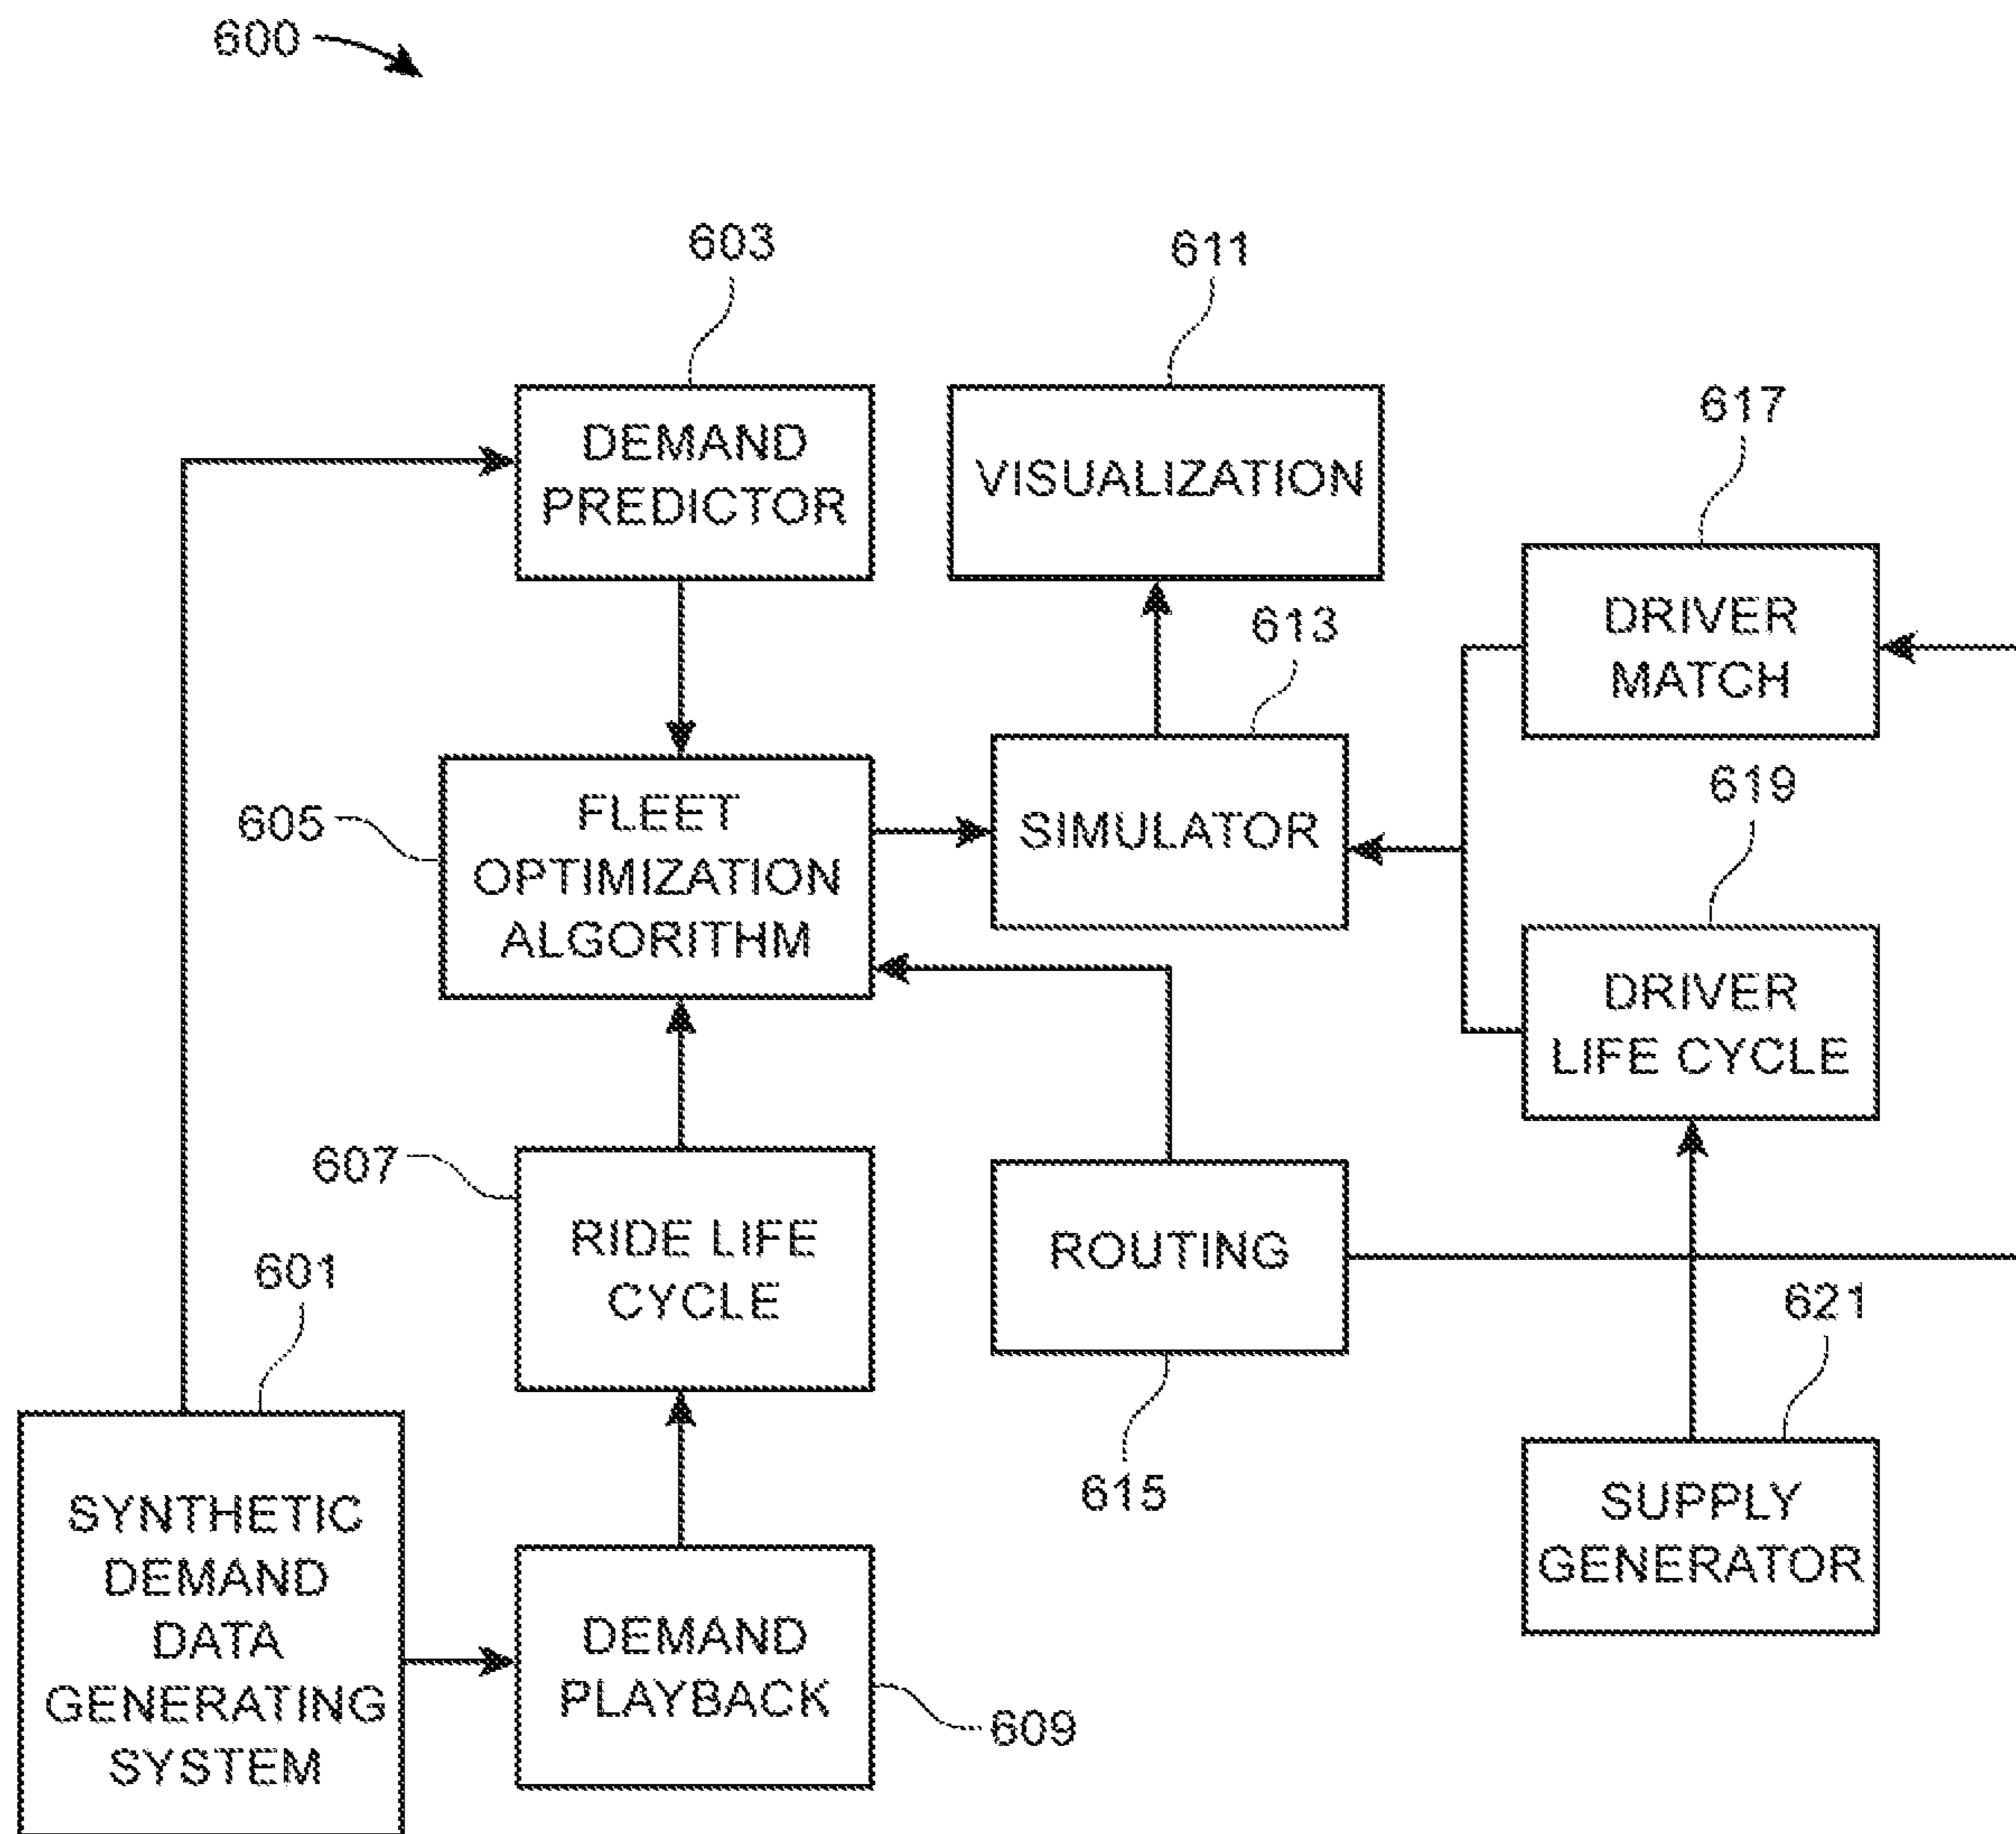 600
603
611
617
DEMAND
PREDICTOR
VISUALIZATION
DRIVER
MATCH
613
619
605
FLEET
OPTIMIZATION
ALGORITHM
SIMULATOR
DRIVER
LIFE CYCLE
607
RIDE LIFE
CYCLE
ROUTING
601
621
615
SYNTHETIC
DEMAND
DATA
GENERATING
SYSTEM
DEMAND
PLAYBACK
609
SUPPLY
GENERATOR